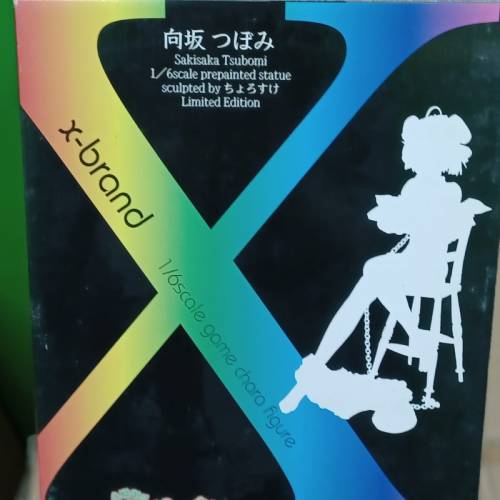 向坂 つぼみ
Sakisaka Tsubomi
1/6scale prepainted statue
sculpted by ちょろすけ
Limited Edition
x-brand
1/6scale game chara figure